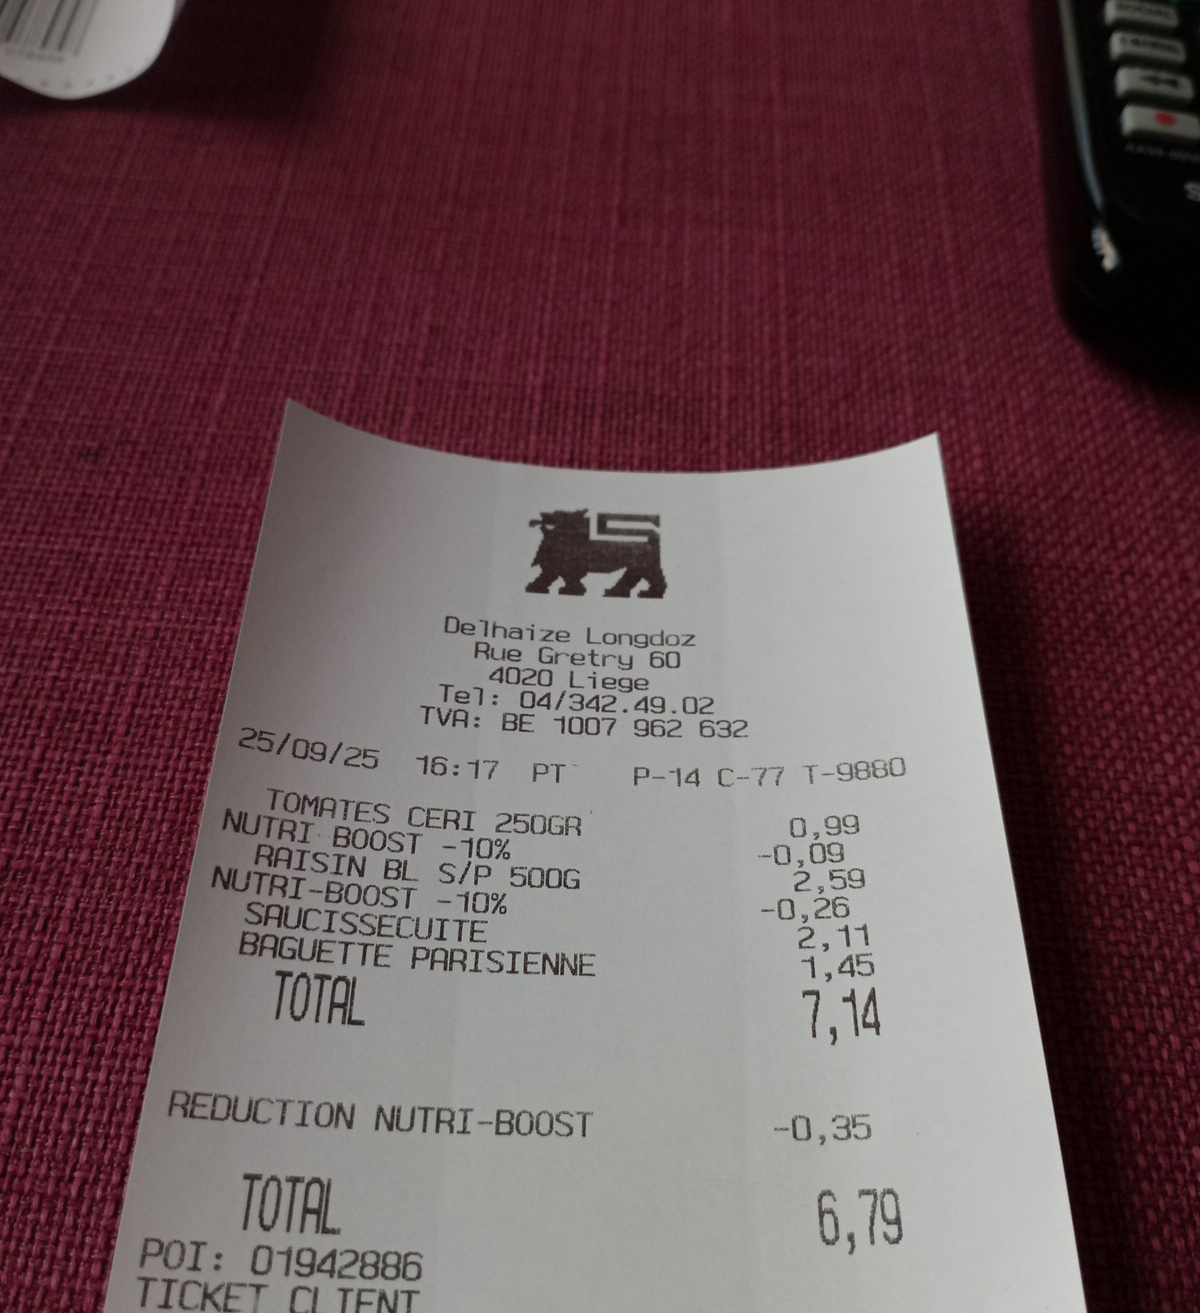 Delhaize Longdoz
Rue Gretry 60
4020 Liege
Tel: 04/342.49.02
TVA: BE 1007 962 632
25/09/25 16:17 PT P-14 C-77 T-9880
TOMATES CERI 250GR 0,99
NUTRI BOOST -10% -0,09
RAISIN BL S/P 500G 2,59
NUTRI-BOOST -10% -0,26
SAUCISSECUITE 2,11
BAGUETTE PARISIENNE 1,45
TOTAL 7,14
REDUCTION NUTRI-BOOST -0,35
TOTAL 6,79
POI: 01942886
TICKET CLIENT